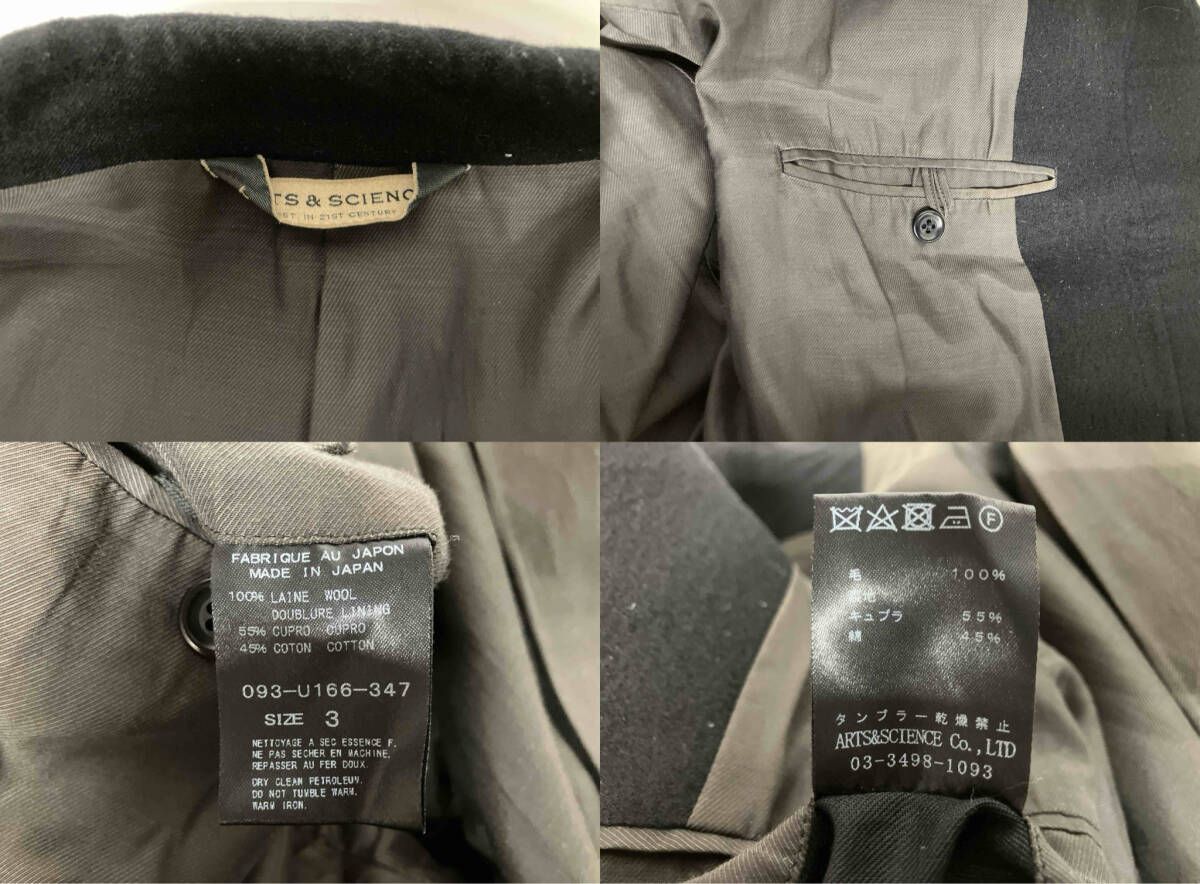 TS & SCIENC
IN 21ST CENTURY
FABRIQUE AU JAPON
MADE IN JAPAN
100% LAINE WOOL
DOUBLURE LINING
55% CUPRO CUPRO
45% COTON COTTON
093-U166-347
SIZE 3
NETTOYAGE A SEC ESSENCE F.
NE PAS SECHER EN MACHINE.
REPASSER AU FER DOUX.
DRY CLEAN PETROLEUM.
DO NOT TUMBLE WARM.
WARM IRON.
F
毛 100%
キュプラ 55%
綿 45%
タンブラー乾燥禁止
ARTS&SCIENCE Co.,LTD
03-3498-1093